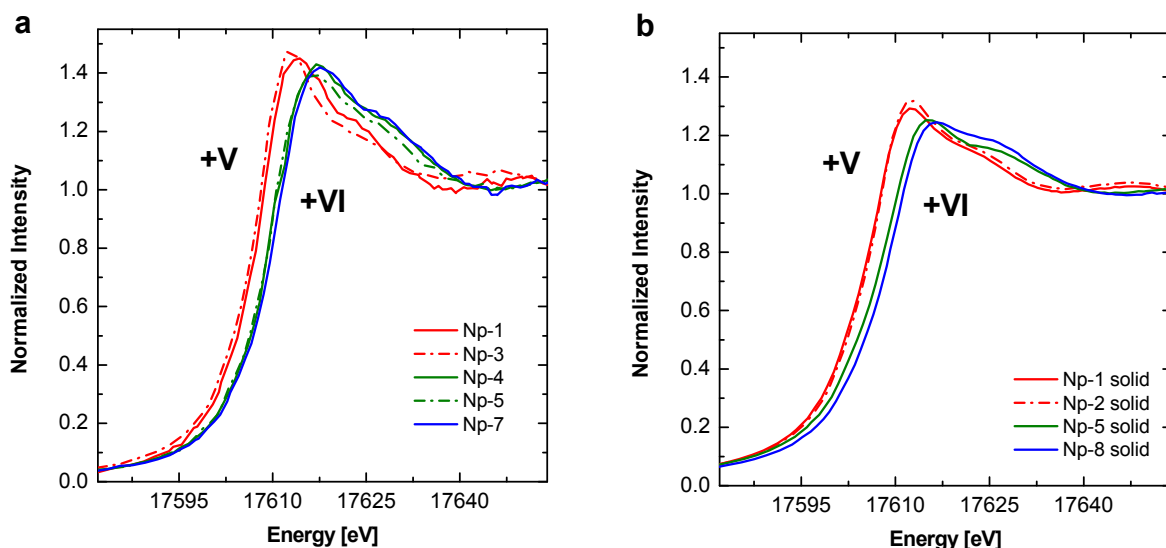 a
Normalized Intensity
1.4
1.2
1.0
0.8
0.6
0.4
0.2
0.0
+V
+VI
Np-1
Np-3
Np-4
Np-5
Np-7
17595 17610 17625 17640
Energy [eV]
b
Normalized Intensity
1.4
1.2
1.0
0.8
0.6
0.4
0.2
0.0
+V
+VI
Np-1 solid
Np-2 solid
Np-5 solid
Np-8 solid
17595 17610 17625 17640
Energy [eV]